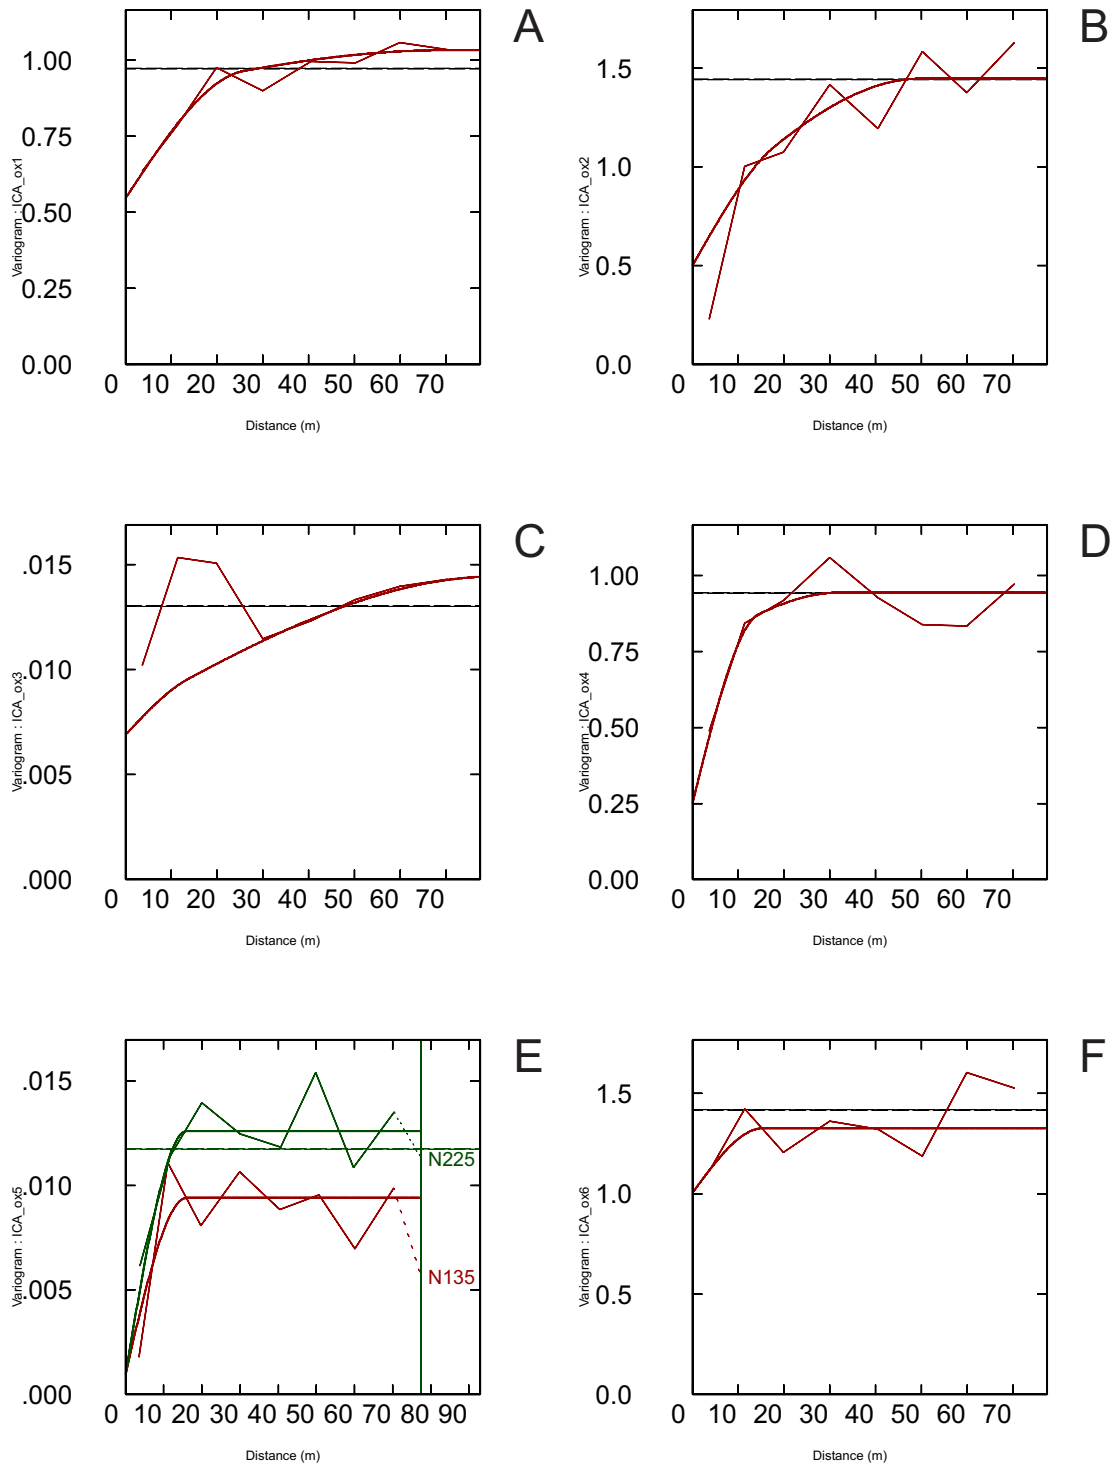 A
1.00
0.75
0.50
0.25
0.00
Variogram : ICA_ox1
0 10 20 30 40 50 60 70
Distance (m)
B
1.5
1.0
0.5
0.0
Variogram : ICA_ox2
0 10 20 30 40 50 60 70
Distance (m)
C
.015
.010
.005
.000
Variogram : ICA_ox3
0 10 20 30 40 50 60 70
Distance (m)
D
1.00
0.75
0.50
0.25
0.00
Variogram : ICA_ox4
0 10 20 30 40 50 60 70
Distance (m)
E
.015
.010
.005
.000
Variogram : ICA_ox5
N225
N135
0 10 20 30 40 50 60 70 80 90
Distance (m)
F
1.5
1.0
0.5
0.0
Variogram : ICA_ox6
0 10 20 30 40 50 60 70
Distance (m)